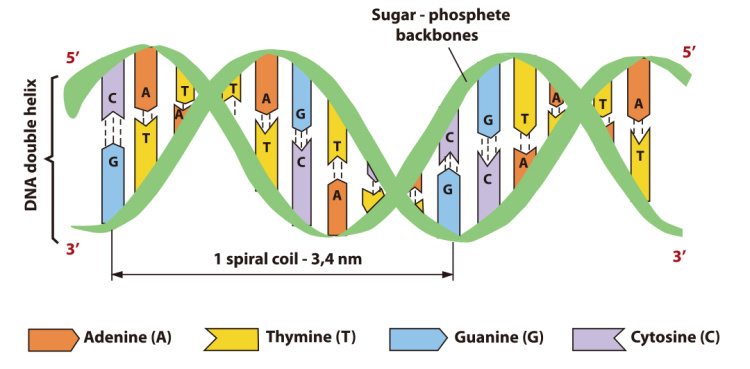 Sugar - phosphete
backbones
5′
5′
DNA double helix
C A T T A G T C G T A T A
G T A T C A G C A T T
3′
3′
1 spiral coil - 3,4 nm
Adenine (A)
Thymine (T)
Guanine (G)
Cytosine (C)